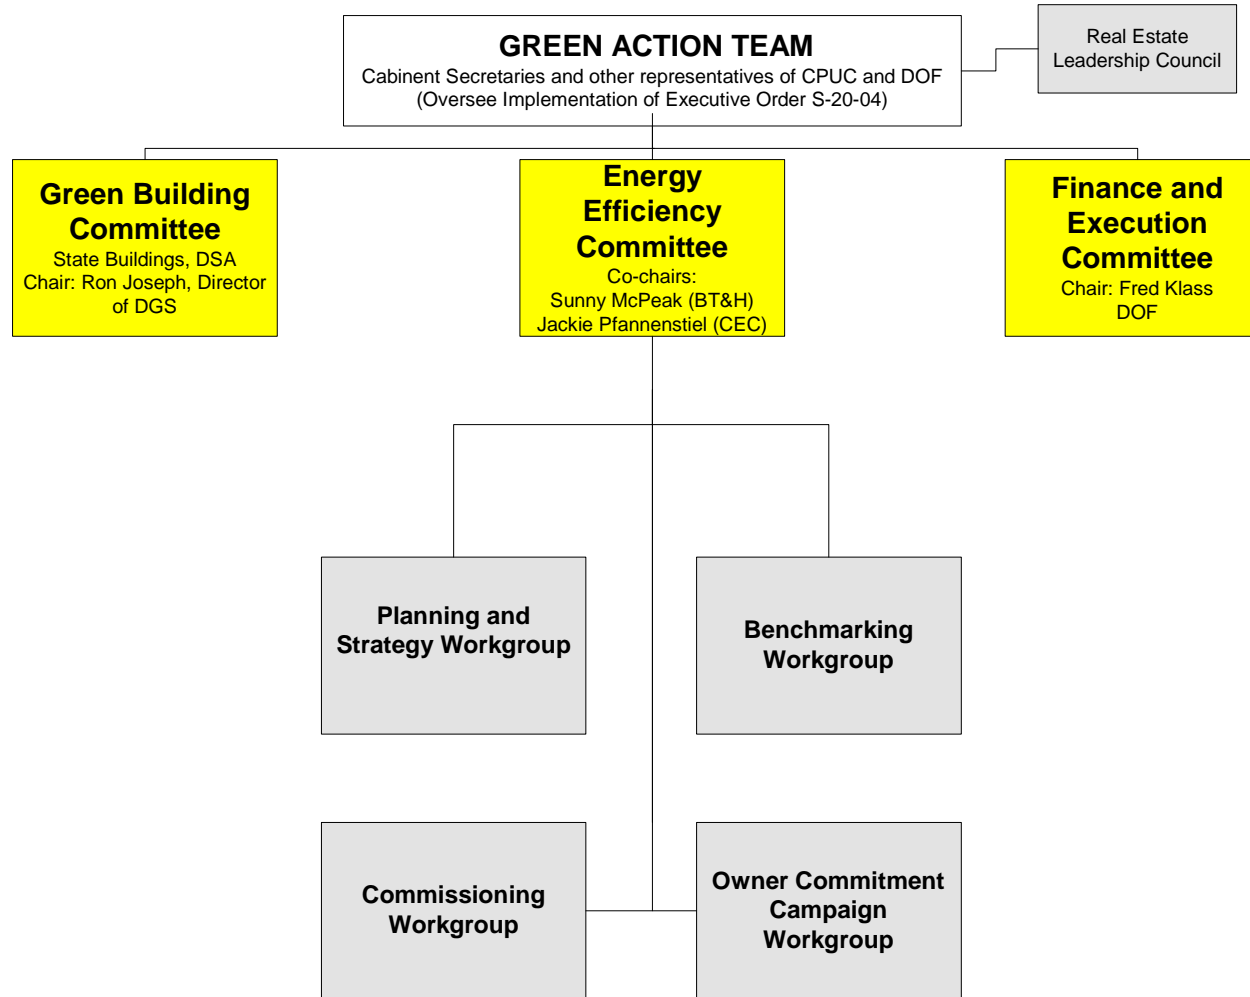 GREEN ACTION TEAM
Cabinent Secretaries and other representatives of CPUC and DOF
(Oversee Implementation of Executive Order S-20-04)
Real Estate
Leadership Council
Green Building
Committee
State Buildings, DSA
Chair: Ron Joseph, Director
of DGS
Energy
Efficiency
Committee
Co-chairs:
Sunny McPeak (BT&H)
Jackie Pfannenstiel (CEC)
Finance and
Execution
Committee
Chair: Fred Klass
DOF
Planning and
Strategy Workgroup
Benchmarking
Workgroup
Commissioning
Workgroup
Owner Commitment
Campaign
Workgroup